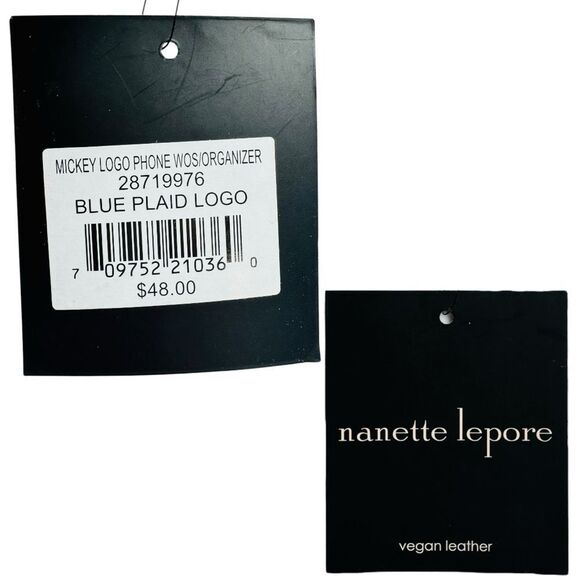 MICKEY LOGO PHONE WOS/ORGANIZER
28719976
BLUE PLAID LOGO
7 09752 21036 0
$48.00
nanette lepore
vegan leather